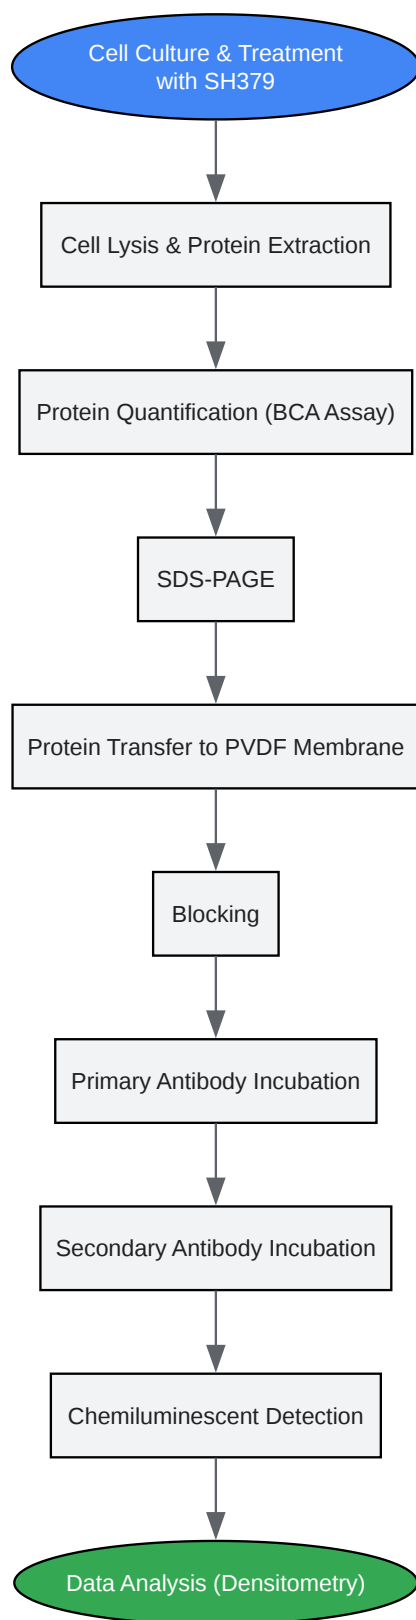 Cell Culture & Treatment
with SH379
Cell Lysis & Protein Extraction
Protein Quantification (BCA Assay)
SDS-PAGE
Protein Transfer to PVDF Membrane
Blocking
Primary Antibody Incubation
Secondary Antibody Incubation
Chemiluminescent Detection
Data Analysis (Densitometry)